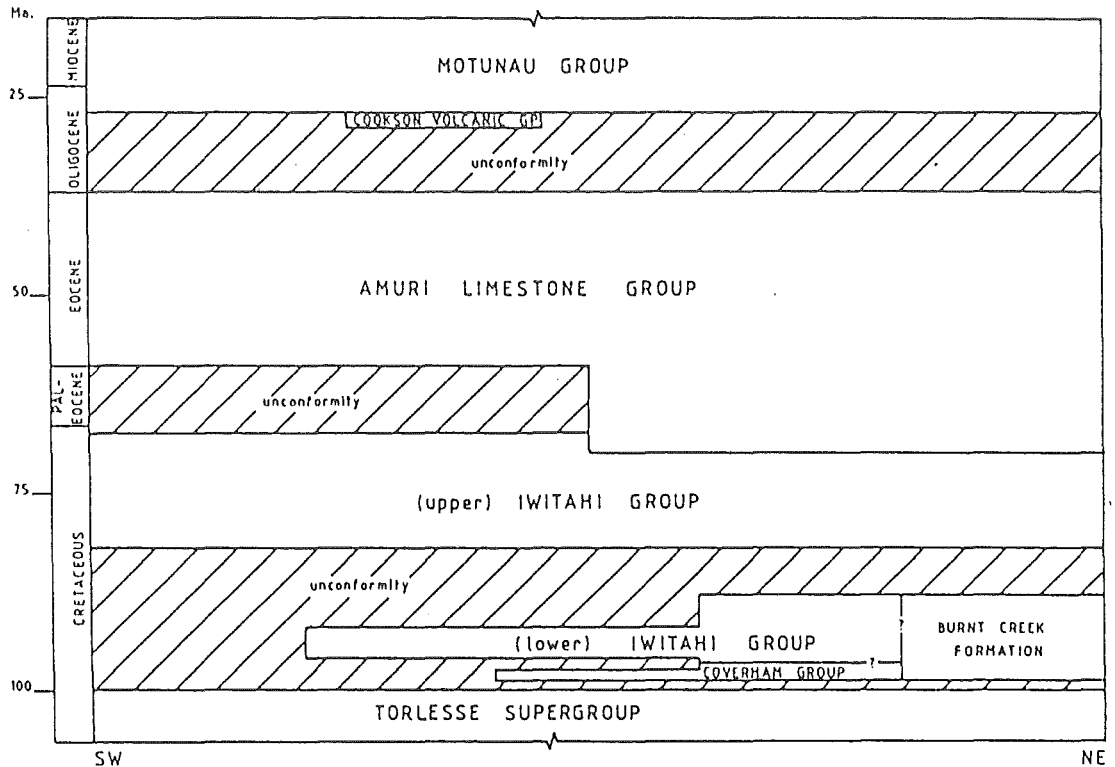 Ma.
MIOCENE
MOTUNAU GROUP
25
OLIGOCENE
COOKSON VOLCANIC GP
unconformity
EOCENE
AMURI LIMESTONE GROUP
50
PAL-
EOCENE
unconformity
75
(upper) IWITAHI GROUP
CRETACEOUS
unconformity
(lower) IWITAHI GROUP
?
BURNT CREEK
FORMATION
?
COVERHAM GROUP
100
TORLESSE SUPERGROUP
SW
NE